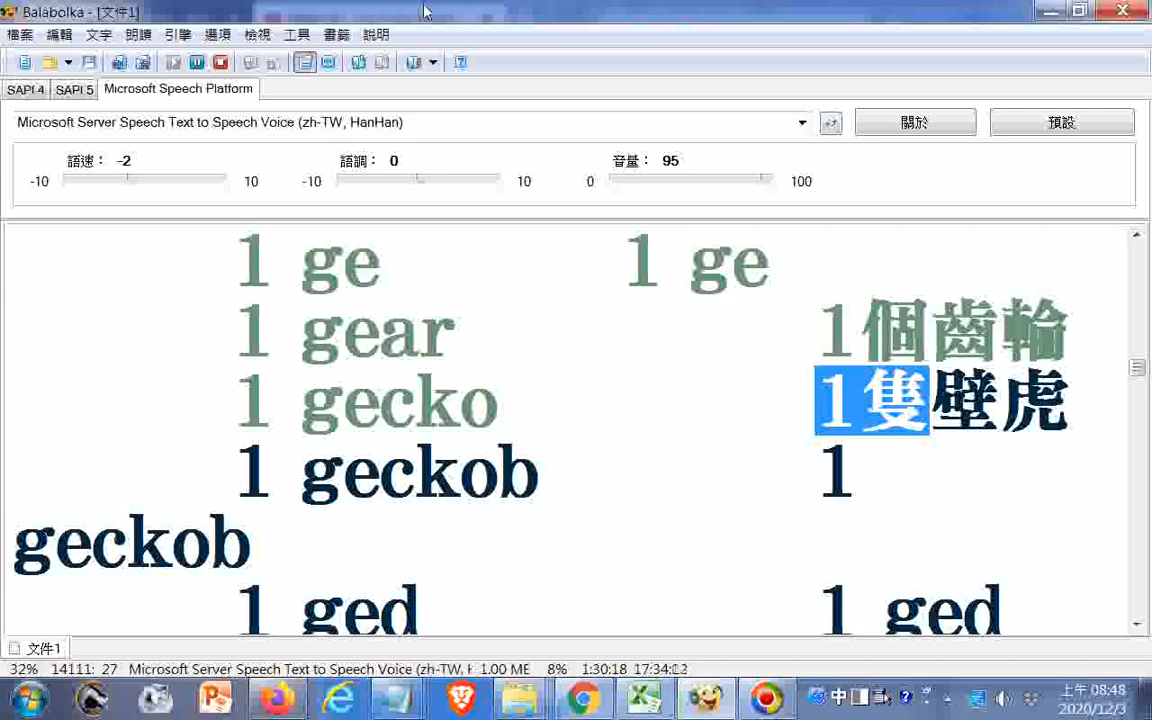 Balabolka - [文件1]
檔案 編輯 文字 朗讀 引擎 選項 檢視 工具 書籤 說明
SAPI 4 SAPI 5 Microsoft Speech Platform
Microsoft Server Speech Text to Speech Voice (zh-TW, HanHan) 關於 預設
語速： -2 語調： 0 音量： 95
-10 10 -10 10 0 100
1 ge 1 ge
1 gear 1個齒輪
1 gecko 1隻壁虎
1 geckob 1
geckob
1 ged 1 ged
文件1
32% 14111: 27 Microsoft Server Speech Text to Speech Voice (zh-TW, 1.00 ME 8% 1:30:18 17:34:02
中 上午 08:48
2020/12/3